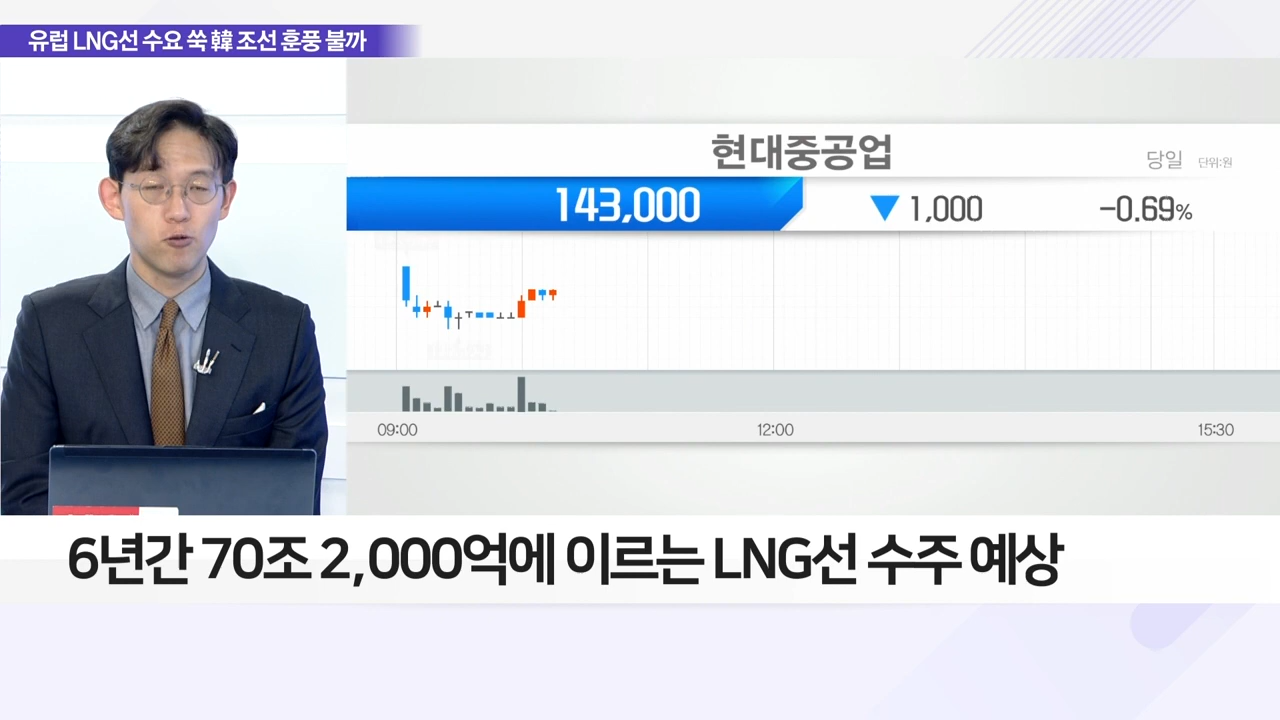 유럽 LNG선 수요 쑥 韓 조선 훈풍 불까
현대중공업
당일 단위:원
143,000 ▼ 1,000 -0.69%
09:00 12:00 15:30
6년간 70조 2,000억에 이르는 LNG선 수주 예상